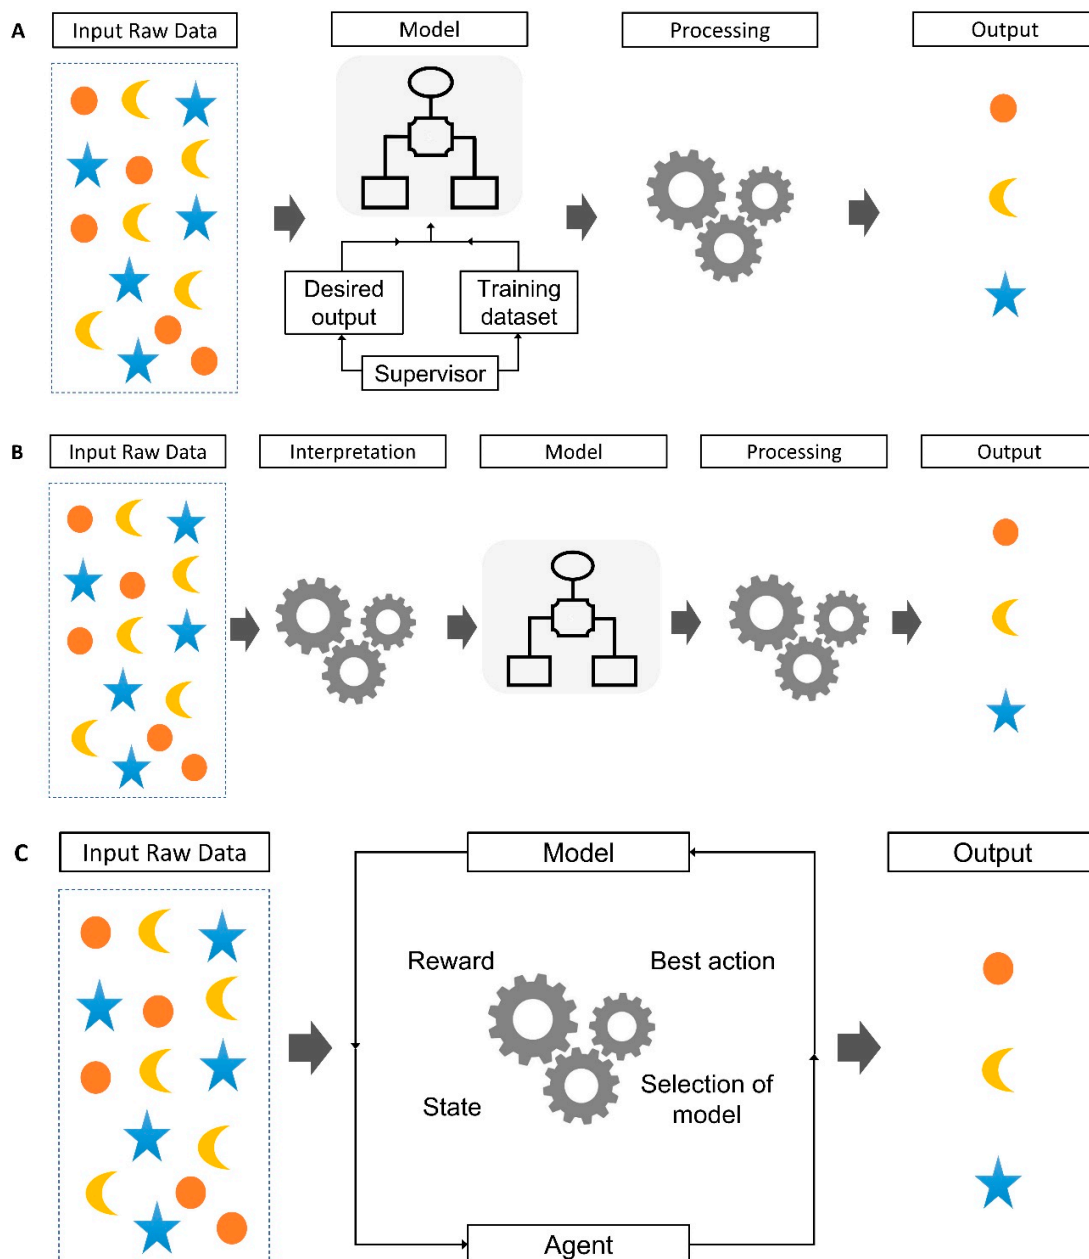 A
Input Raw Data
Model
Processing
Output
Desired
output
Training
dataset
Supervisor
B
Input Raw Data
Interpretation
Model
Processing
Output
C
Input Raw Data
Model
Output
Reward
Best action
State
Selection of
model
Agent